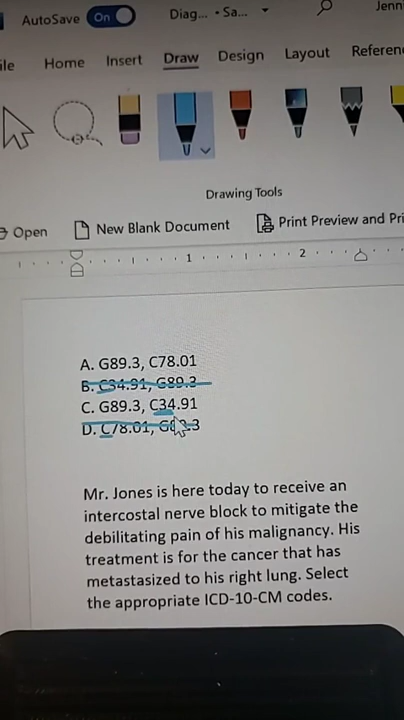 AutoSave On Diag... • Sa... Jenn
ile Home Insert Draw Design Layout Referen
Drawing Tools
Open New Blank Document Print Preview and Pri
1 2
A. G89.3, C78.01
B. C34.91, G89.3
C. G89.3, C34.91
D. C78.01, G89.3
Mr. Jones is here today to receive an
intercostal nerve block to mitigate the
debilitating pain of his malignancy. His
treatment is for the cancer that has
metastasized to his right lung. Select
the appropriate ICD-10-CM codes.